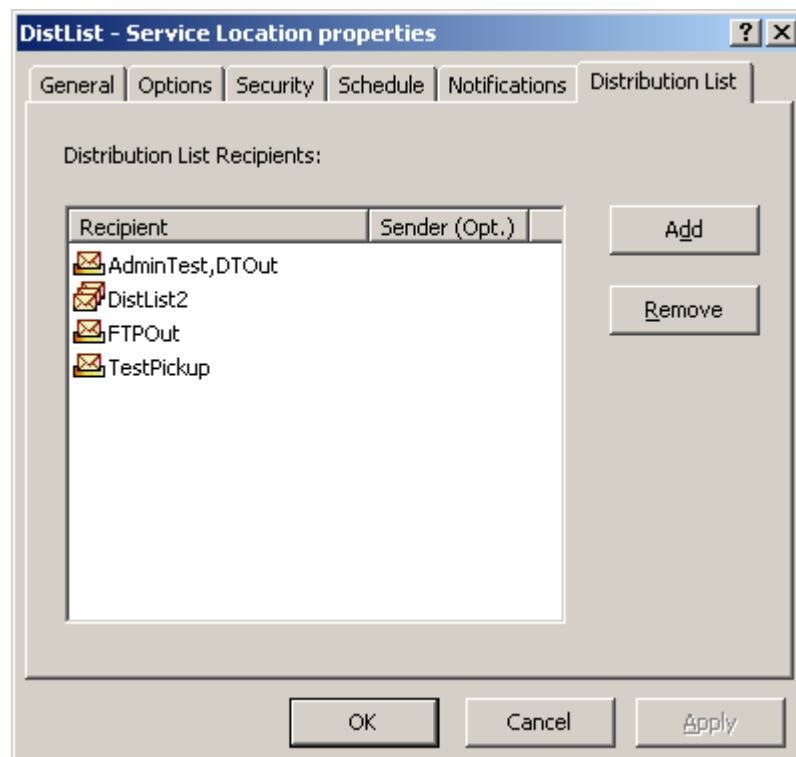 DistList - Service Location properties
General Options Security Schedule Notifications Distribution List
Distribution List Recipients:
Recipient Sender (Opt.)
AdminTest,DTOut
DistList2
FTPOut
TestPickup
Add
Remove
OK Cancel Apply